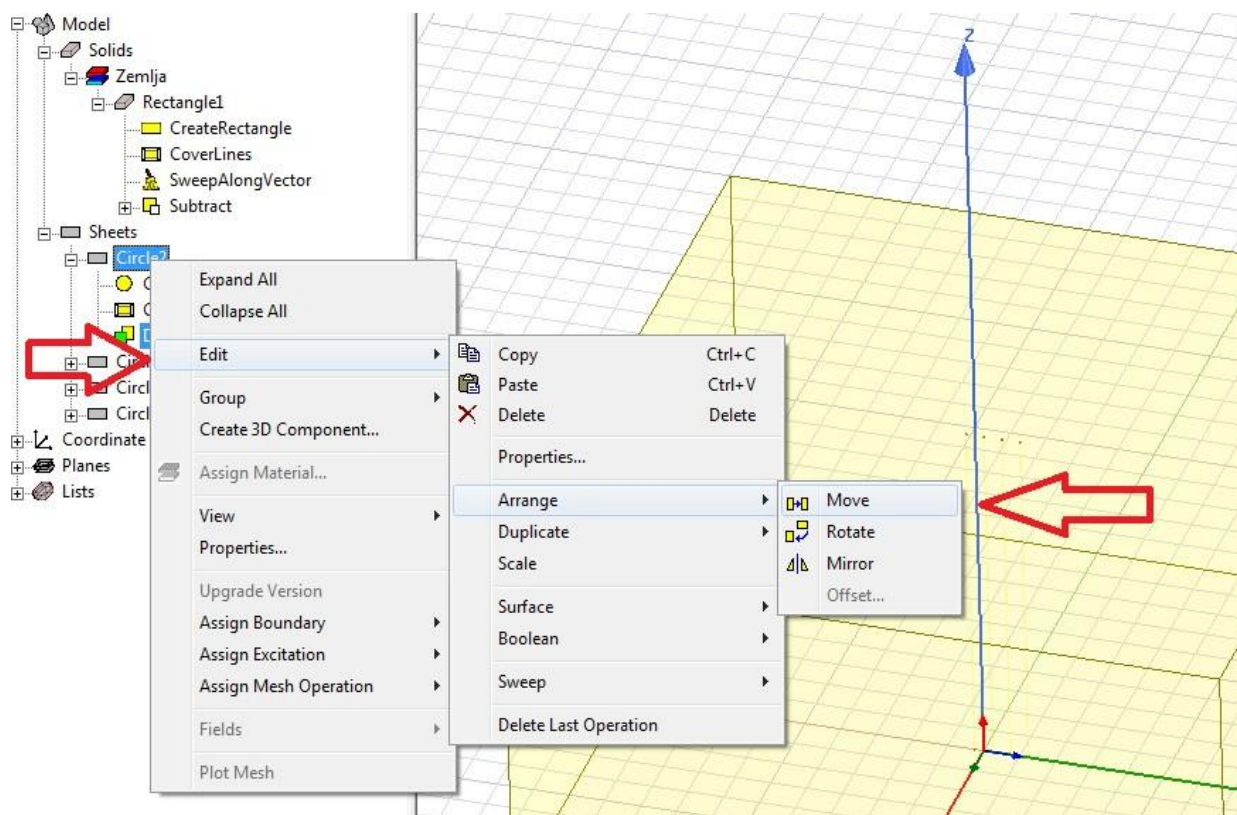 Model
Solids
Zemlja
Rectangle1
CreateRectangle
CoverLines
SweepAlongVector
Subtract
Sheets
Circle2
Coordinate
Planes
Lists
Expand All
Collapse All
Edit
Group
Create 3D Component...
Assign Material...
View
Properties...
Upgrade Version
Assign Boundary
Assign Excitation
Assign Mesh Operation
Fields
Plot Mesh
Copy Ctrl+C
Paste Ctrl+V
Delete Delete
Properties...
Arrange
Duplicate
Scale
Surface
Boolean
Sweep
Delete Last Operation
Move
Rotate
Mirror
Offset...
Z